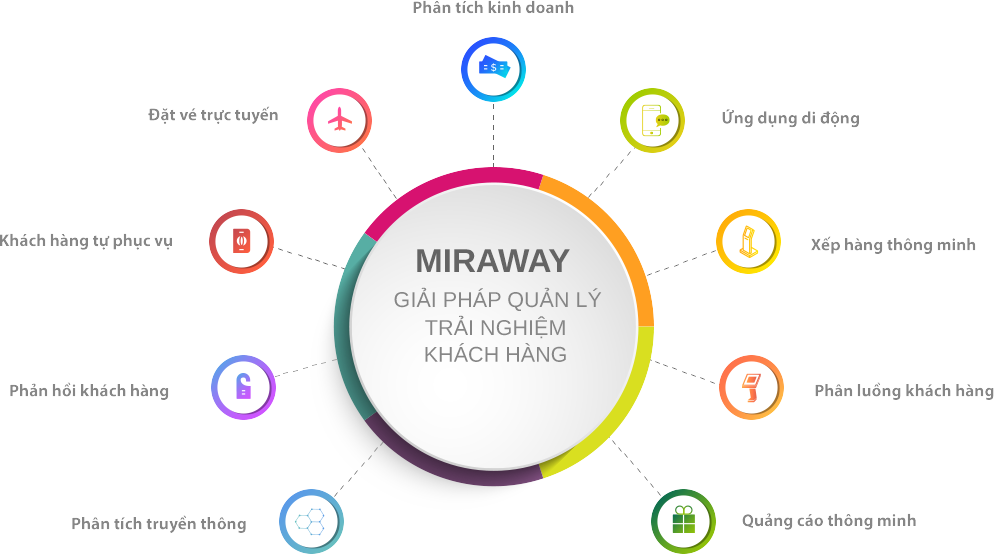 Phân tích kinh doanh
Đặt vé trực tuyến
Ứng dụng di động
Khách hàng tự phục vụ
Xếp hàng thông minh
MIRAWAY
GIẢI PHÁP QUẢN LÝ
TRẢI NGHIỆM
KHÁCH HÀNG
Phản hồi khách hàng
Phân luồng khách hàng
Phân tích truyền thông
Quảng cáo thông minh